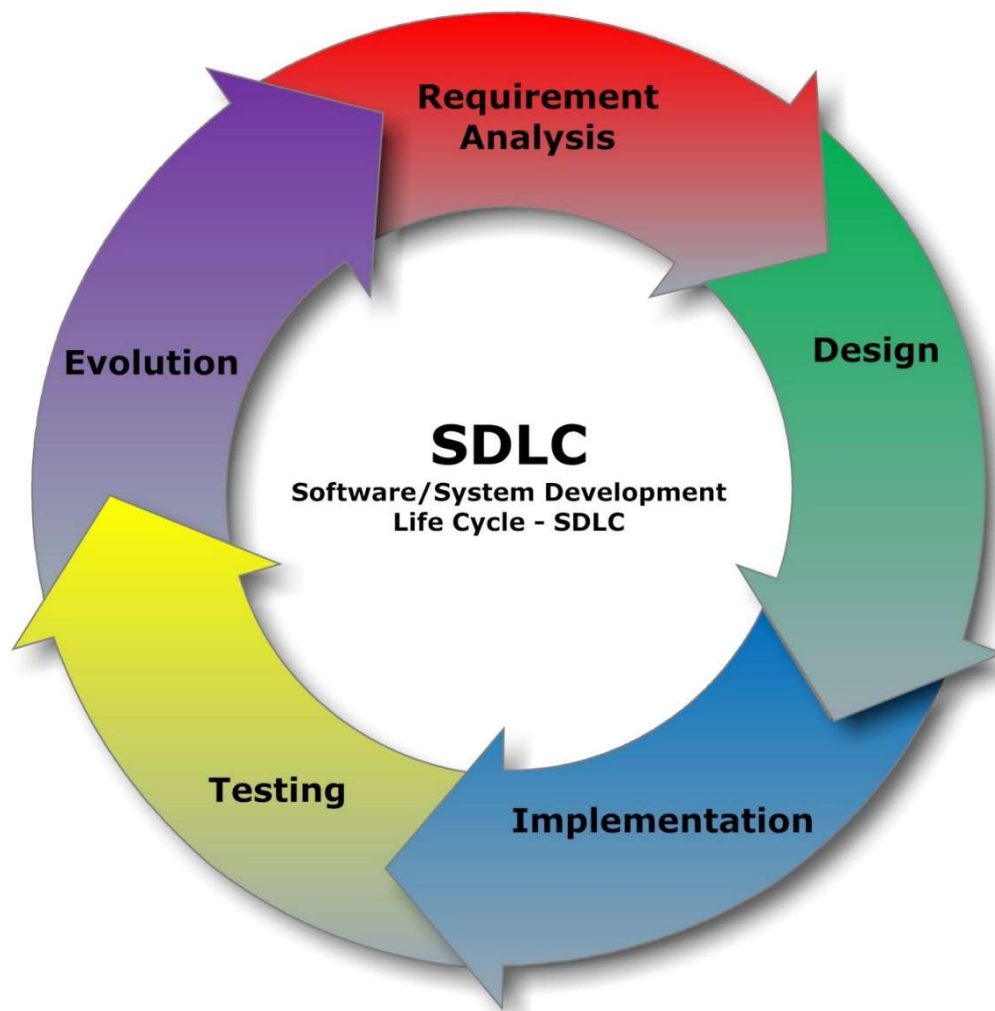 Requirement
Analysis
Design
Evolution
SDLC
Software/System Development
Life Cycle - SDLC
Testing
Implementation